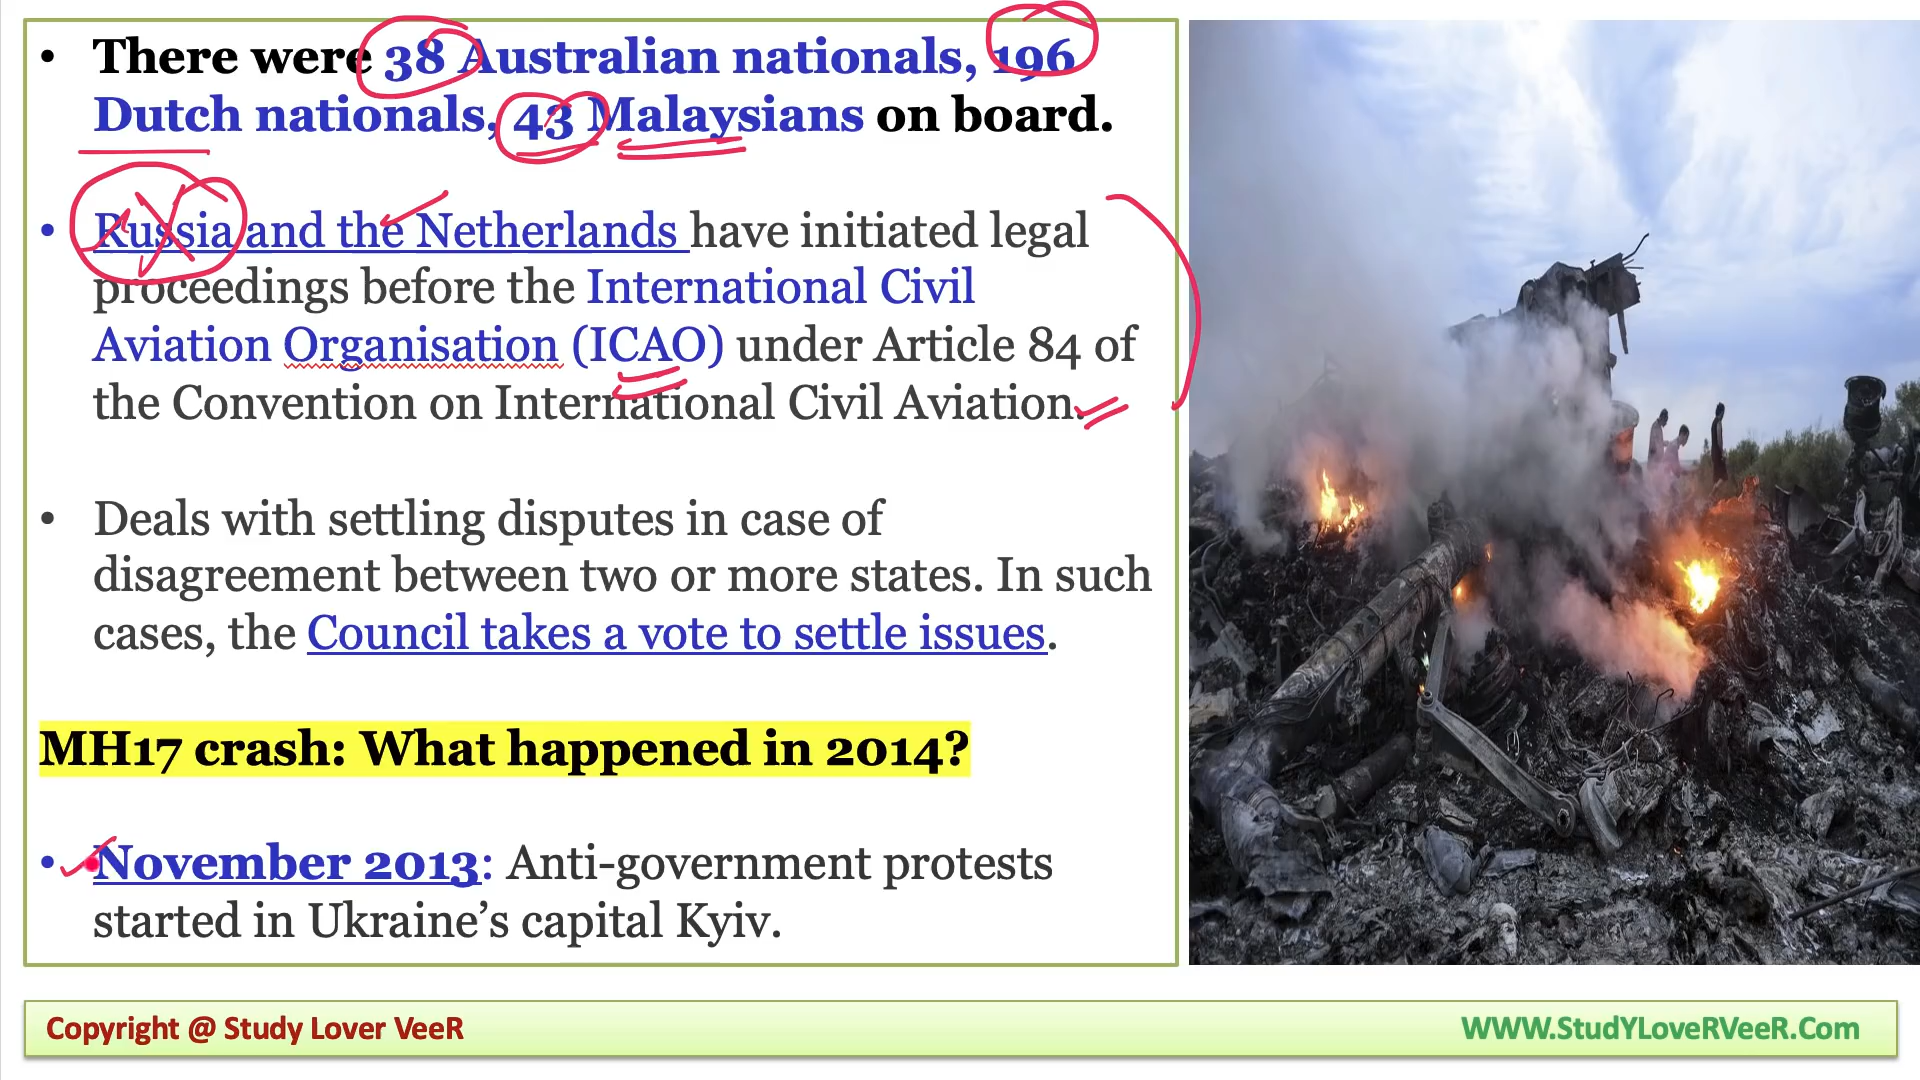 • There were 38 Australian nationals, 196
Dutch nationals, 43 Malaysians on board.
• Russia and the Netherlands have initiated legal
proceedings before the International Civil
Aviation Organisation (ICAO) under Article 84 of
the Convention on International Civil Aviation.
• Deals with settling disputes in case of
disagreement between two or more states. In such
cases, the Council takes a vote to settle issues.
MH17 crash: What happened in 2014?
• November 2013: Anti-government protests
started in Ukraine’s capital Kyiv.
Copyright @ Study Lover VeeR
WWW.StudYLoveRVeeR.Com